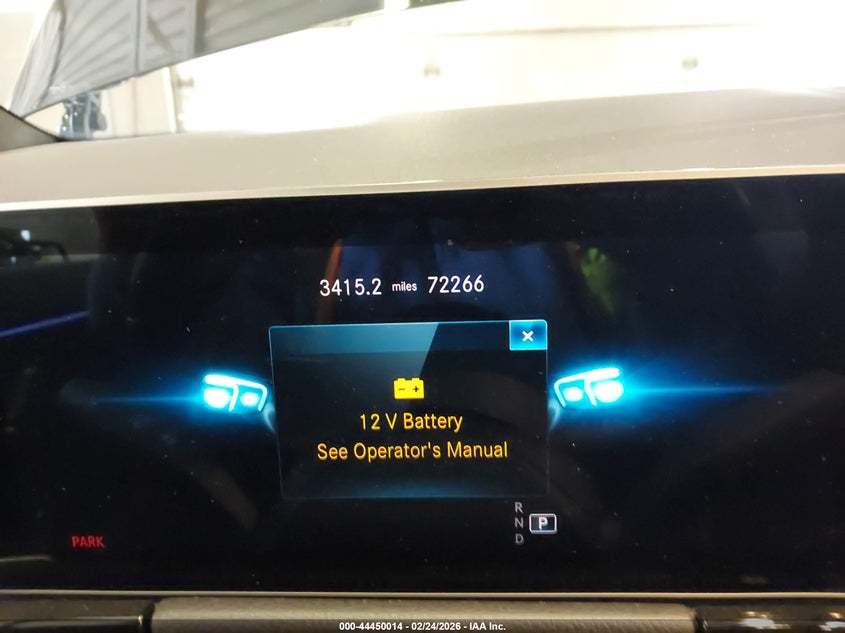 3415.2 miles 72266
×
12 V Battery
See Operator's Manual
R
N P
D
PARK
000-44450014 - 02/24/2026 - IAA Inc.